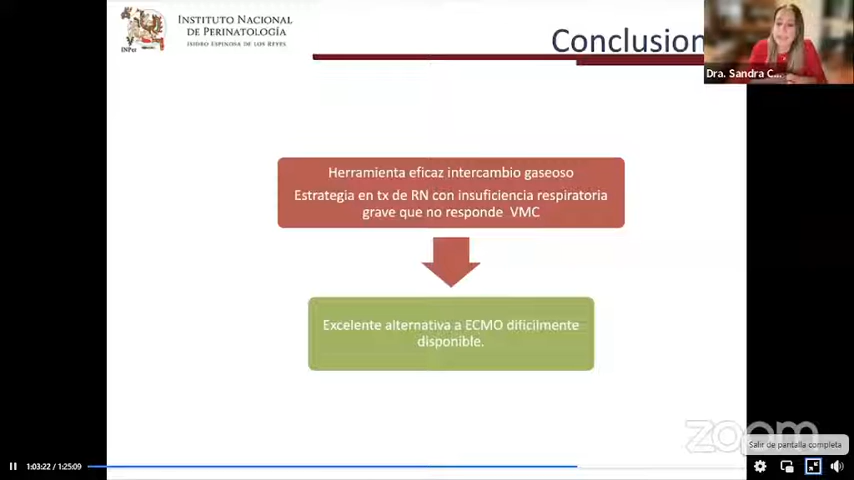 INSTITUTO NACIONAL
DE PERINATOLOGÍA
ISIDRO ESPINOSA DE LOS REYES
INPer
Conclusion
Dra. Sandra C...
Herramienta eficaz intercambio gaseoso
Estrategia en tx de RN con insuficiencia respiratoria
grave que no responde VMC
Excelente alternativa a ECMO dificilmente
disponible.
zoom
Salir de pantalla completa
1:03:22 / 1:25:09